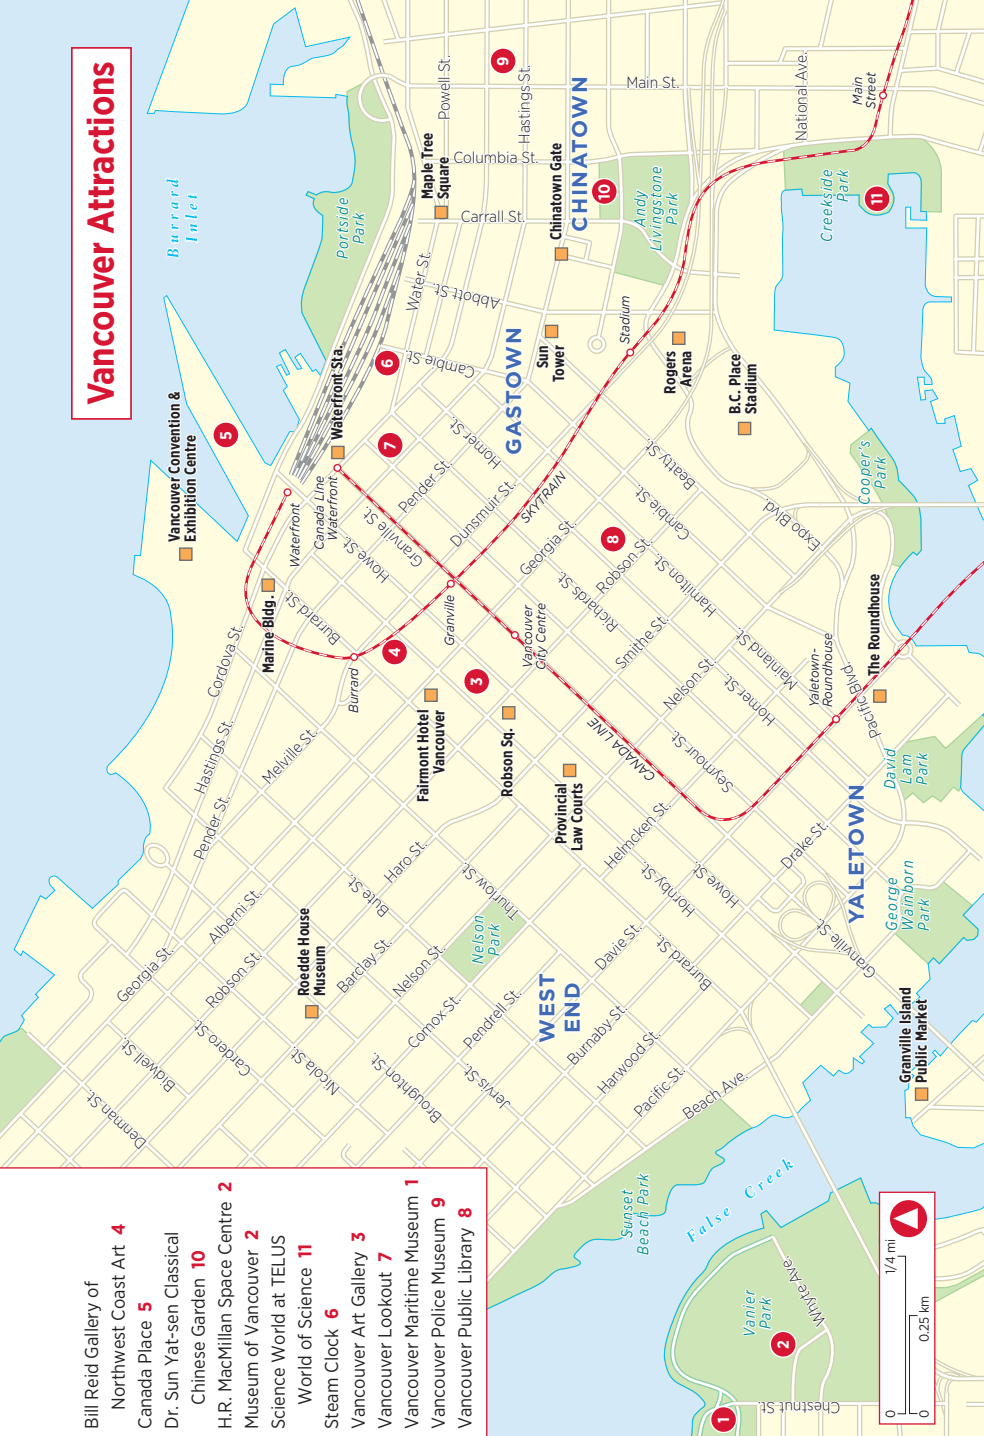 Vancouver Attractions
Bill Reid Gallery of
Northwest Coast Art 4
Canada Place 5
Dr. Sun Yat-sen Classical
Chinese Garden 10
H.R. MacMillan Space Centre 2
Museum of Vancouver 2
Science World at TELUS
World of Science 11
Steam Clock 6
Vancouver Art Gallery 3
Vancouver Lookout 7
Vancouver Maritime Museum 1
Vancouver Police Museum 9
Vancouver Public Library 8
Burrard
Inlet
Vancouver Convention &
Exhibition Centre
5
Portside
Park
Waterfront Sta.
Waterfront
Canada Line
Waterfront
Marine Bldg.
Maple Tree
Square
Powell St.
9
Hastings St.
Main St.
National Ave.
Main
Street
Columbia St.
Carrall St.
Chinatown Gate
CHINATOWN
10
Andy
Livingstone
Park
Creekside
Park
11
Water St.
Abbott St.
Cambie St.
6
7
GASTOWN
Sun
Tower
Stadium
Rogers
Arena
B.C. Place
Stadium
Homer St.
Pender St.
Dunsmuir St.
SKYTRAIN
Georgia St.
Beatty St.
Cambie St.
Expo Blvd.
Cooper's
Park
Granville St.
Howe St.
Burrard St.
Cordova St.
Hastings St.
Pender St.
Melville St.
Burrard
4
Granville
3
Vancouver
City Centre
8
Robson St.
Richards St.
Hamilton St.
Smithe St.
Nelson St.
Mainland St.
Homer St.
Seymour St.
Yaletown-
Roundhouse
The Roundhouse
Pacific Blvd.
David
Lam
Park
Fairmont Hotel
Vancouver
Robson Sq.
Provincial
Law Courts
CANADA LINE
Helmcken St.
Drake St.
YALETOWN
George
Wainborn
Park
Howe St.
Hornby St.
Granville St.
Burrard St.
Davie St.
Thurlow St.
Haro St.
Bute St.
Nelson
Park
Alberni St.
Georgia St.
Robson St.
Roedde House
Museum
Barclay St.
Nelson St.
Comox St.
Pendrell St.
WEST
END
Burnaby St.
Harwood St.
Pacific St.
Beach Ave.
Bidwell St.
Cardero St.
Denman St.
Nicola St.
Broughton St.
Jervis St.
Granville Island
Public Market
Sunset
Beach Park
False Creek
Vanier
Park
Whyte Ave.
Chestnut St.
2
1
0
1/4 mi
0
0.25 km